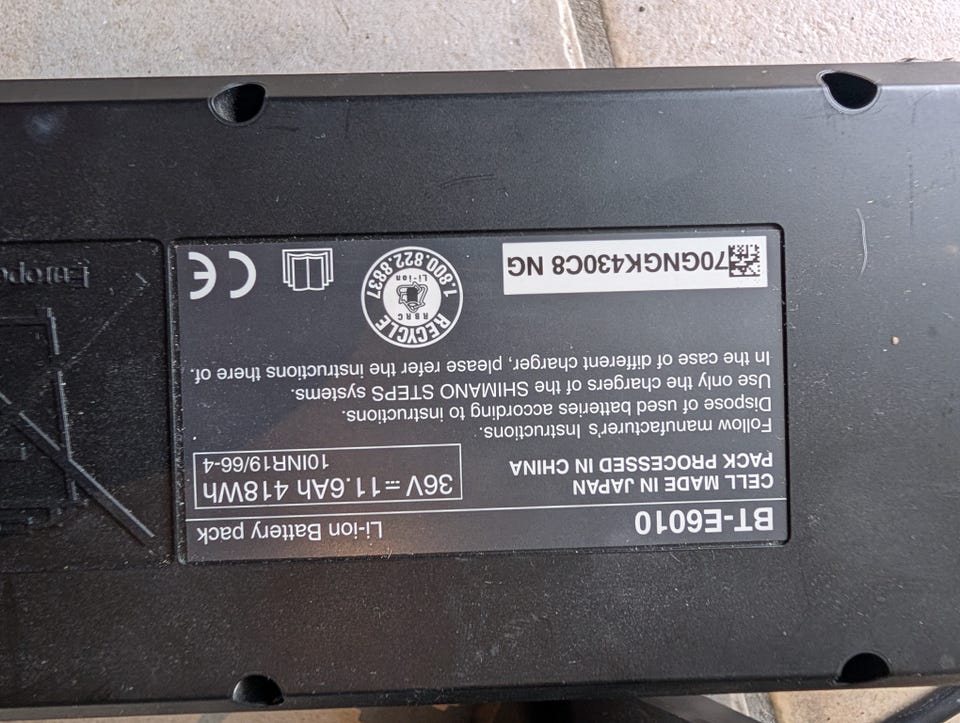 BT-E6010
Li-ion Battery pack
CELL MADE IN JAPAN
PACK PROCESSED IN CHINA
36V ⎓ 11.6Ah 418Wh
10INR19/66-4
Follow manufacturer's Instructions.
Dispose of used batteries according to instructions.
Use only the chargers of the SHIMANO STEPS systems.
In the case of different charger, please refer the instructions there of.
70GNGK430C8 NG
RECYCLE
RBRC
Li-ion
1.800.822.8837
CE